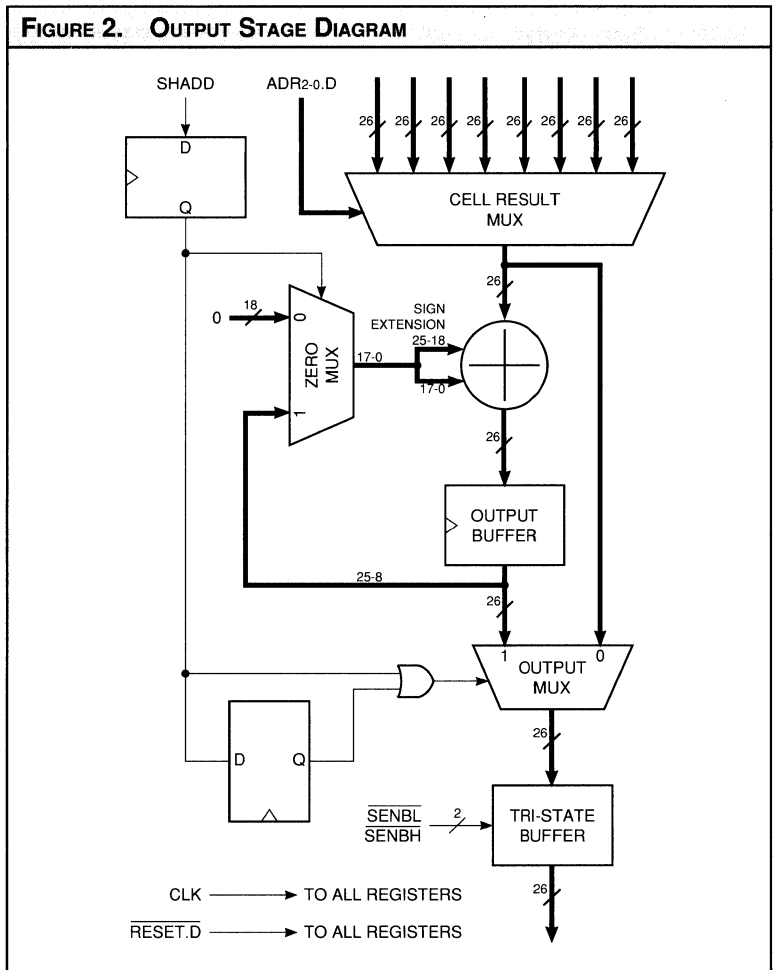 FIGURE 2. OUTPUT STAGE DIAGRAM
SHADD
ADR2-0.D
26 26 26 26 26 26 26 26
D
Q
CELL RESULT
MUX
26
0
18
0
ZERO
MUX
1
17-0
SIGN
EXTENSION
25-18
17-0
26
OUTPUT
BUFFER
25-8
26
1 0
OUTPUT
MUX
D Q
26
SENBL
SENBH
2
TRI-STATE
BUFFER
26
CLK TO ALL REGISTERS
RESET.D TO ALL REGISTERS